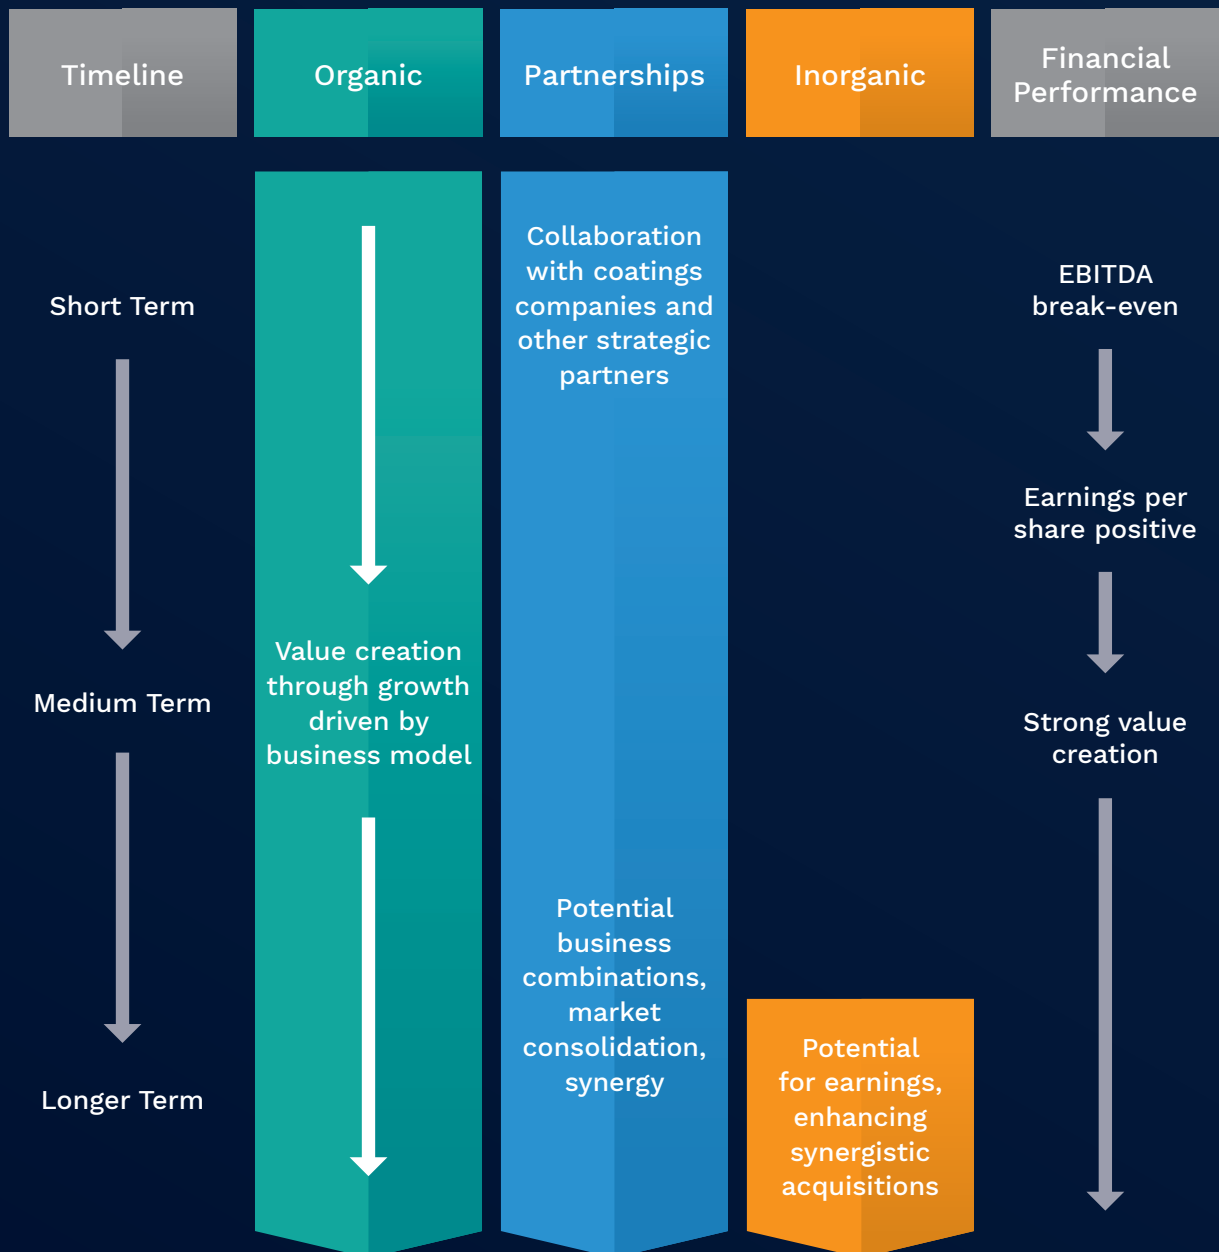 Timeline
Organic
Partnerships
Inorganic
Financial
Performance
Short Term
Medium Term
Longer Term
Value creation
through growth
driven by
business model
Collaboration
with coatings
companies and
other strategic
partners
Potential
business
combinations,
market
consolidation,
synergy
Potential
for earnings,
enhancing
synergistic
acquisitions
EBITDA
break-even
Earnings per
share positive
Strong value
creation